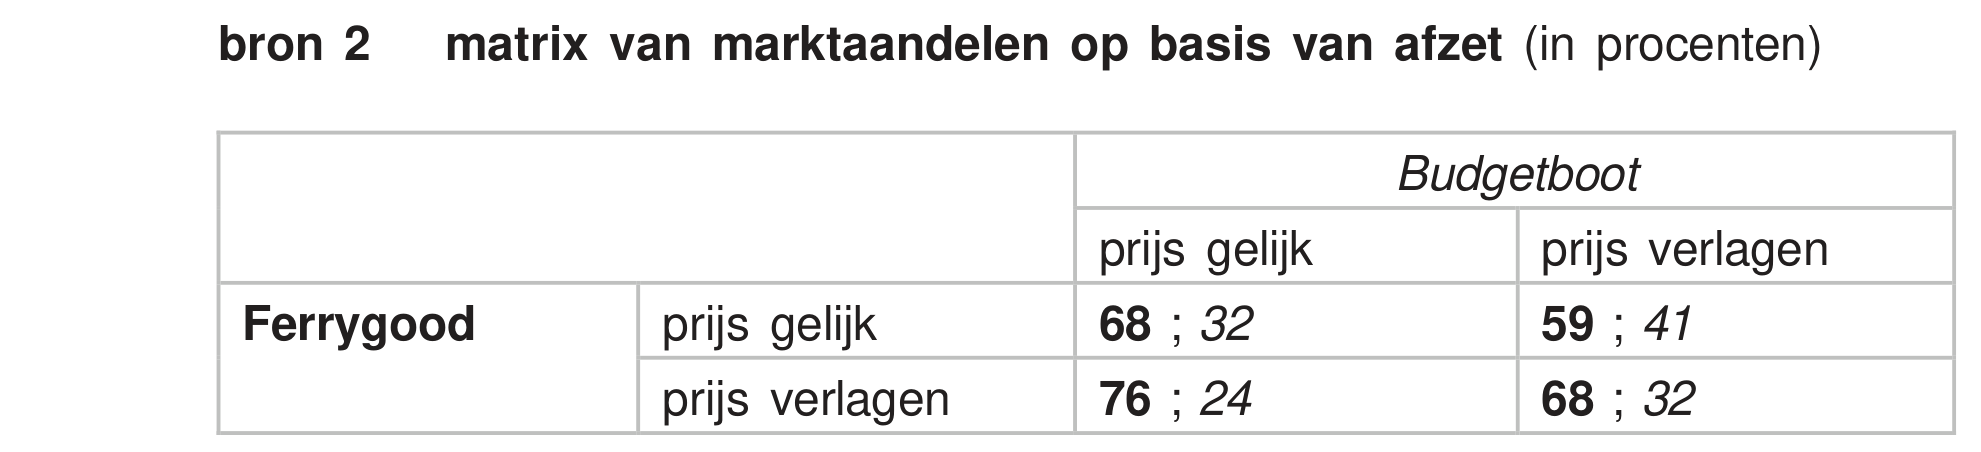 bron 2 matrix van marktaandelen op basis van afzet (in procenten)
Budgetboot
prijs gelijk prijs verlagen
Ferrygood prijs gelijk 68 ; 32 59 ; 41
prijs verlagen 76 ; 24 68 ; 32